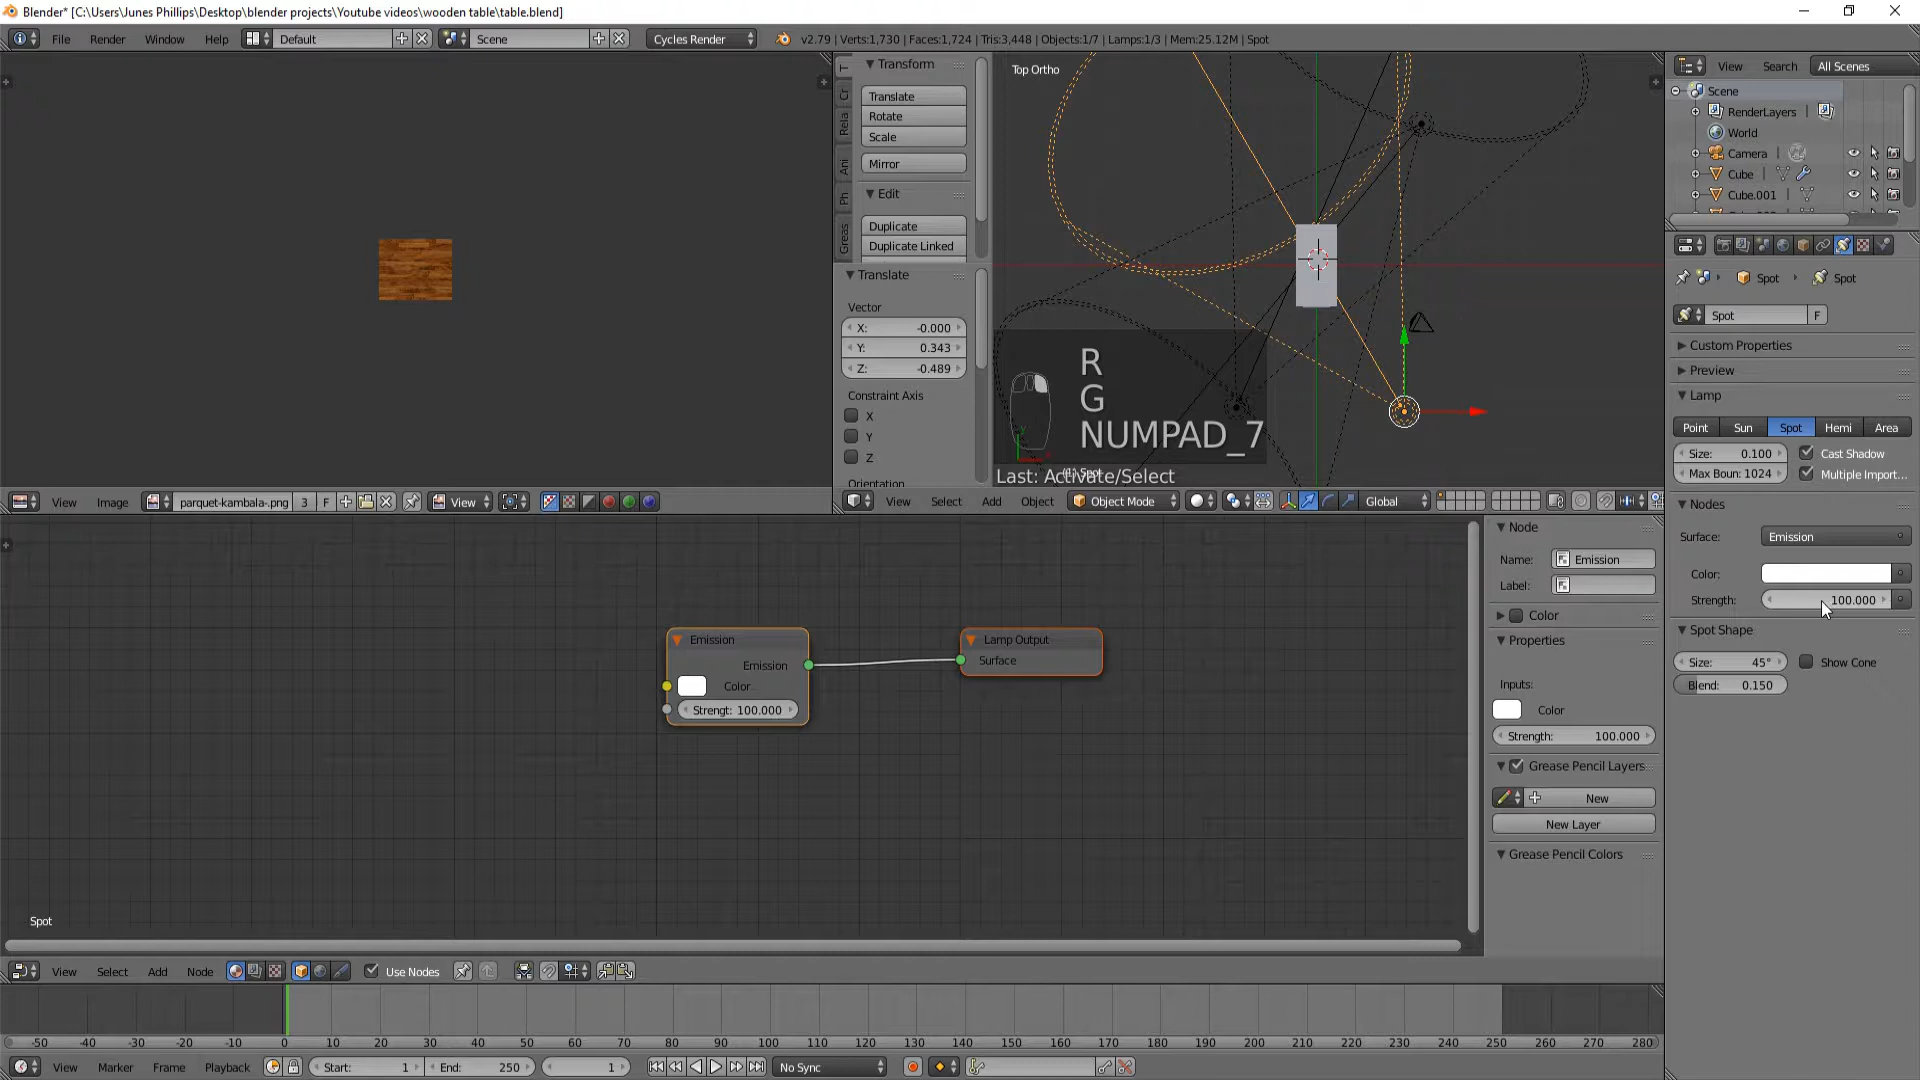 Blender* [C:\Users\Junes Phillips\Desktop\blender projects\Youtube videos\wooden table\table.blend]
File Render Window Help Default Scene Cycles Render v2.79 | Verts:1,730 | Faces:1,724 | Tris:3,448 | Objects:1/7 | Lamps:1/3 | Mem:25.12M | Spot
T
Cr
Rela
Ani
Ph
Greas
Transform
Translate
Rotate
Scale
Mirror
Edit
Duplicate
Duplicate Linked
Translate
Vector
X: -0.000
Y: 0.343
Z: -0.489
Constraint Axis
X
Y
Z
Orientation
Top Ortho
R
G
NUMPAD_7
(1) Spot
Last: Activate/Select
View Search All Scenes
Scene
RenderLayers
World
Camera
Cube
Cube.001
Spot Spot
Spot F
Custom Properties
Preview
Lamp
Point Sun Spot Hemi Area
Size: 0.100 Cast Shadow
Max Boun: 1024 Multiple Import...
Nodes
Surface: Emission
Color:
Strength: 100.000
Spot Shape
Size: 45° Show Cone
Blend: 0.150
View Image parquet-kambala-.png 3 F View
View Select Add Object Object Mode Global
Emission
Emission
Color
Strengt: 100.000
Lamp Output
Surface
Spot
Node
Name: Emission
Label:
Color
Properties
Inputs:
Color
Strength: 100.000
Grease Pencil Layers
New
New Layer
Grease Pencil Colors
View Select Add Node Use Nodes
-50 -40 -30 -20 -10 0 10 20 30 40 50 60 70 80 90 100 110 120 130 140 150 160 170 180 190 200 210 220 230 240 250 260 270 280
View Marker Frame Playback Start: 1 End: 250 1 No Sync